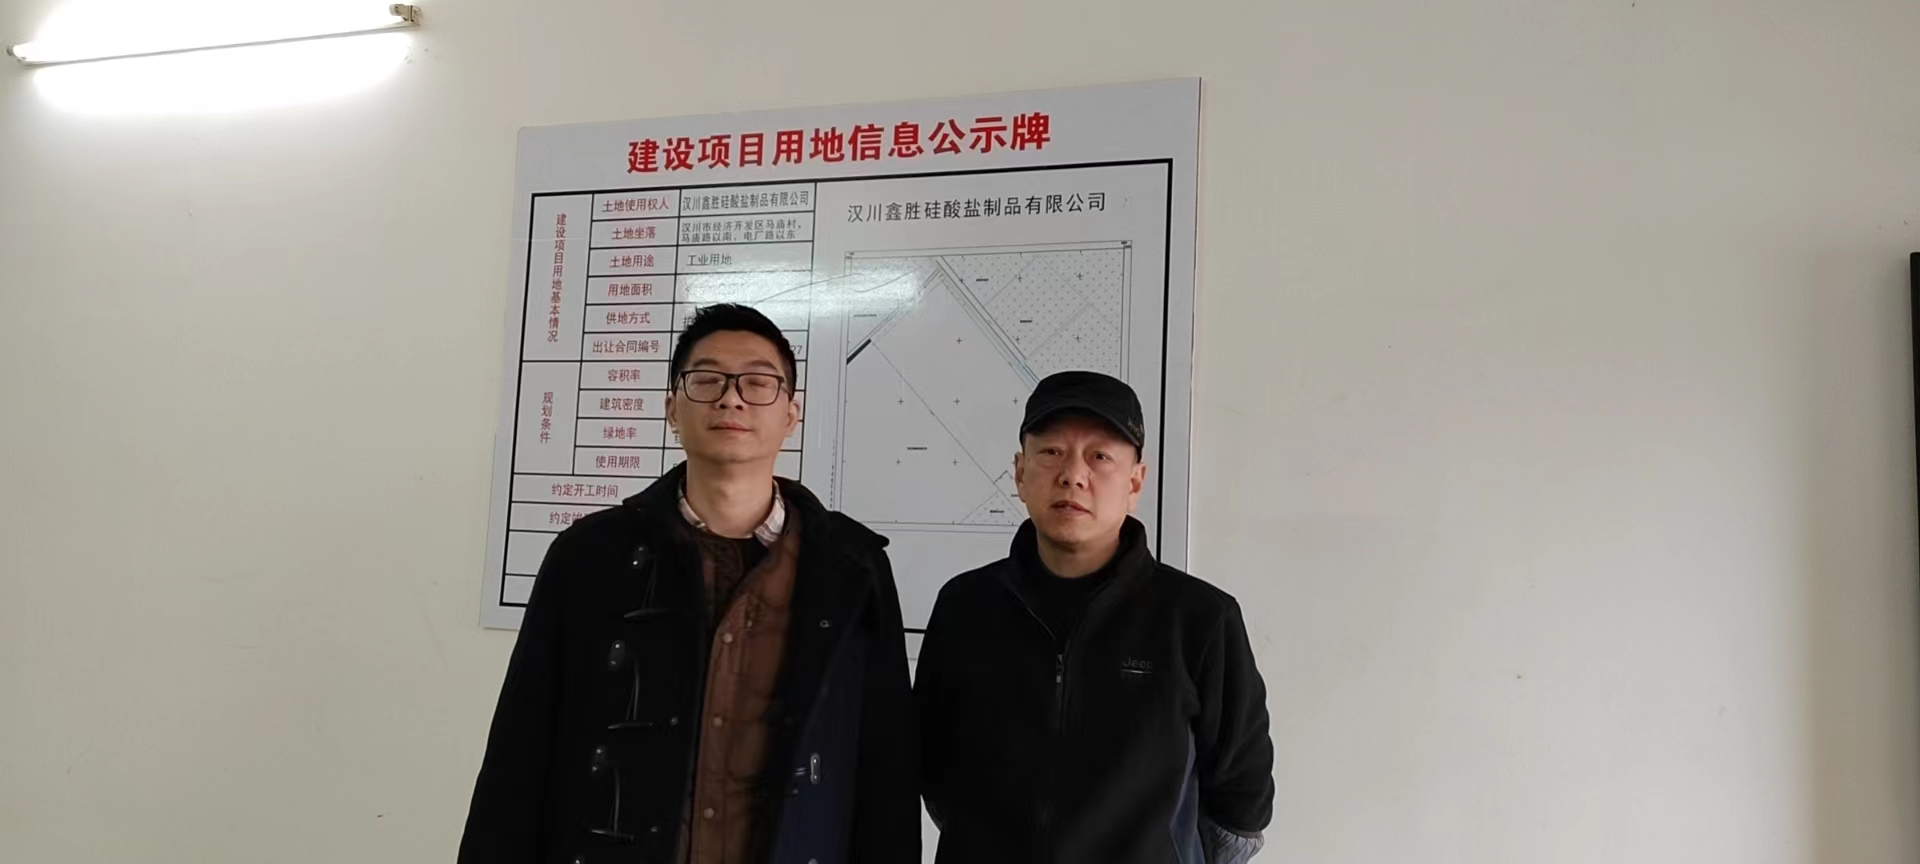 建设项目用地信息公示牌
建设项目用地基本情况
土地使用权人
汉川鑫胜硅酸盐制品有限公司
土地坐落
汉川市经济开发区马庙村，
马庙路以南、电厂路以东
土地用途
工业用地
用地面积
供地方式
出让合同编号
27
规划条件
容积率
建筑密度
绿地率
使用期限
约定开工时间
约定
汉川鑫胜硅酸盐制品有限公司
Jeep